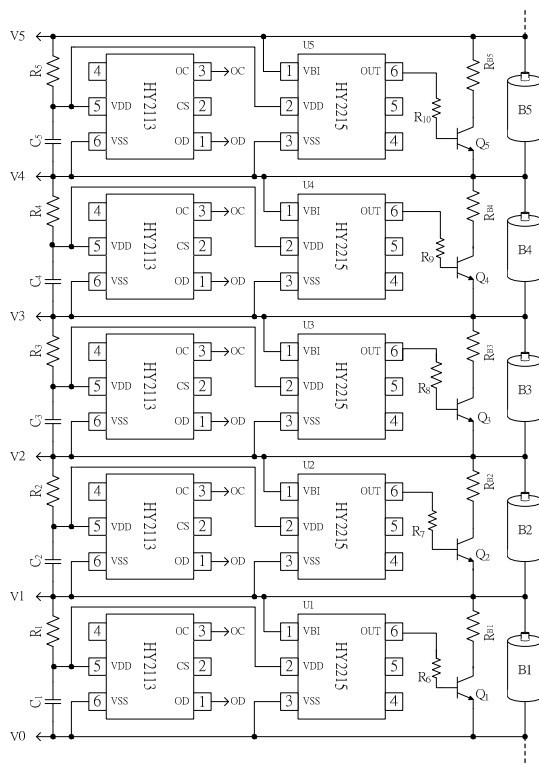 V5
R5
4 OC 3 OC
5 VDD CS 2
6 VSS OD 1 OD
HY2113
C5
U5
1 VBI OUT 6
2 VDD 5
3 VSS 4
HY2215
R10
RB5
Q5
B5
V4
R4
4 OC 3 OC
5 VDD CS 2
6 VSS OD 1 OD
HY2113
C4
U4
1 VBI OUT 6
2 VDD 5
3 VSS 4
HY2215
R9
RB4
Q4
B4
V3
R3
4 OC 3 OC
5 VDD CS 2
6 VSS OD 1 OD
HY2113
C3
U3
1 VBI OUT 6
2 VDD 5
3 VSS 4
HY2215
R8
RB3
Q3
B3
V2
R2
4 OC 3 OC
5 VDD CS 2
6 VSS OD 1 OD
HY2113
C2
U2
1 VBI OUT 6
2 VDD 5
3 VSS 4
HY2215
R7
RB2
Q2
B2
V1
R1
4 OC 3 OC
5 VDD CS 2
6 VSS OD 1 OD
HY2113
C1
U1
1 VBI OUT 6
2 VDD 5
3 VSS 4
HY2215
R6
RB1
Q1
B1
V0